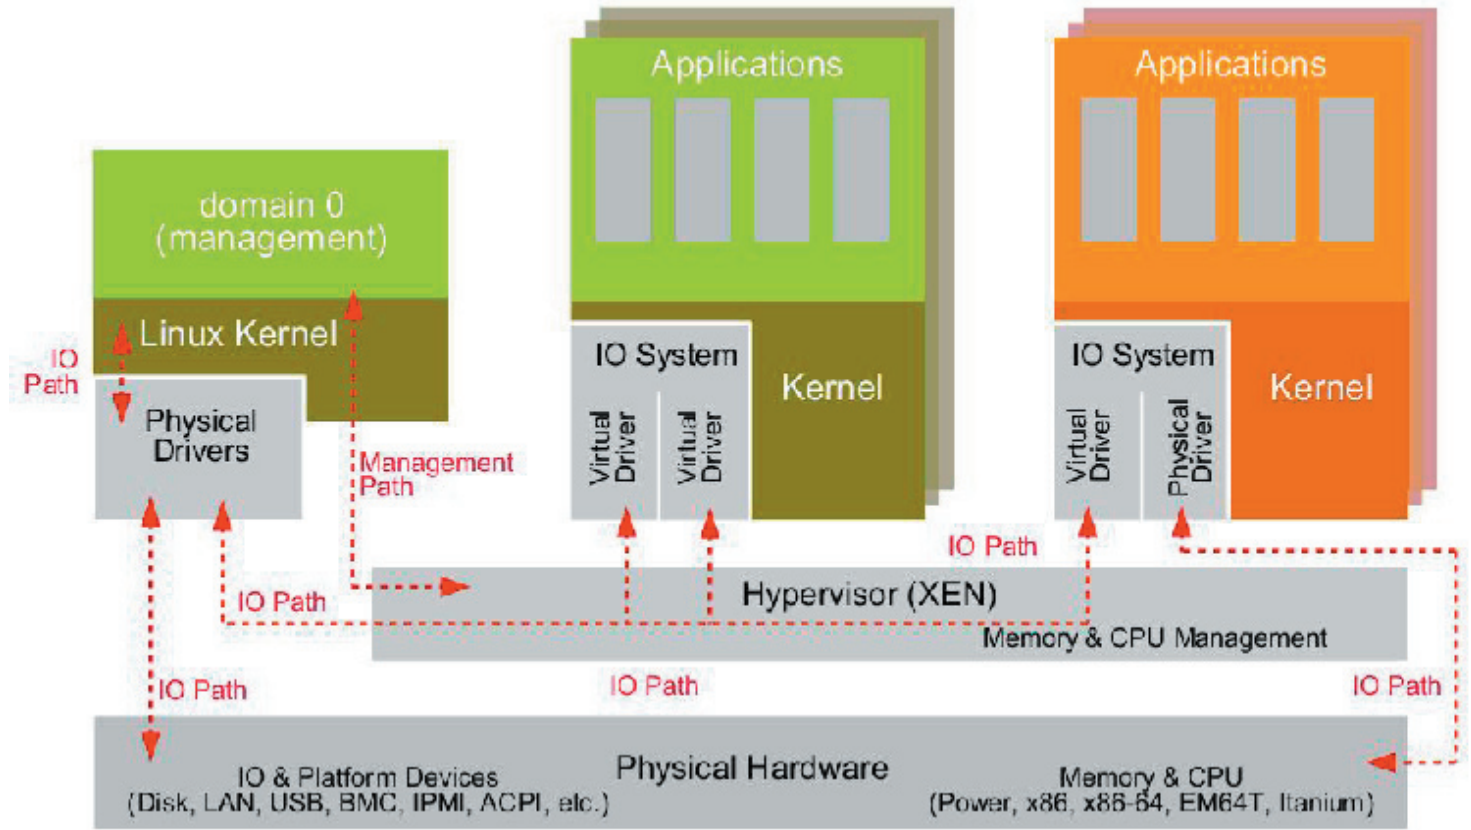 Applications
Applications
domain 0
(management)
Linux Kernel
IO
Path
Physical
Drivers
IO System
Kernel
Virtual
Driver
Virtual
Driver
IO System
Kernel
Virtual
Driver
Physical
Driver
Management
Path
IO Path
IO Path
Hypervisor (XEN)
Memory & CPU Management
IO Path
IO Path
IO Path
Physical Hardware
IO & Platform Devices
(Disk, LAN, USB, BMC, IPMI, ACPI, etc.)
Memory & CPU
(Power, x86, x86-64, EM64T, Itanium)